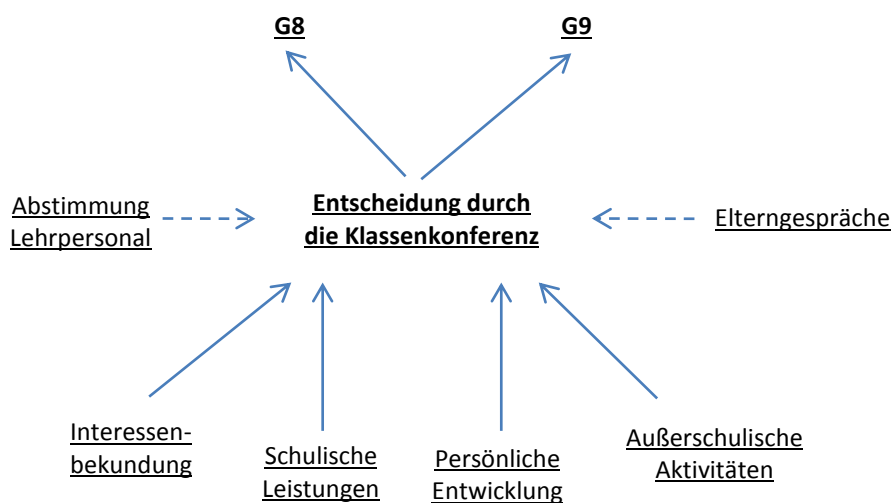 G8
G9
Entscheidung durch
die Klassenkonferenz
Abstimmung
Lehrpersonal
Elterngespräche
Interessen-
bekundung
Schulische
Leistungen
Persönliche
Entwicklung
Außerschulische
Aktivitäten